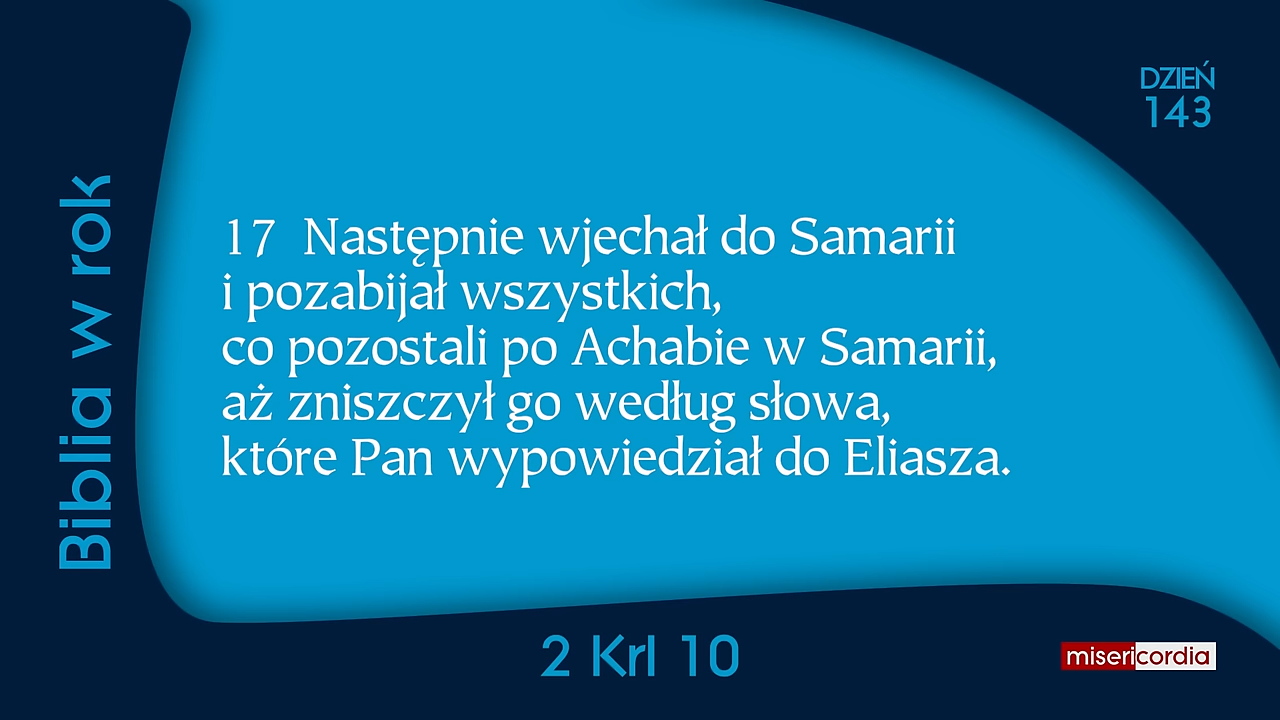 DZIEŃ
143
Biblia w rok
17 Następnie wjechał do Samarii
i pozabijał wszystkich,
co pozostali po Achabie w Samarii,
aż zniszczył go według słowa,
które Pan wypowiedział do Eliasza.
2 Krl 10
misericordia